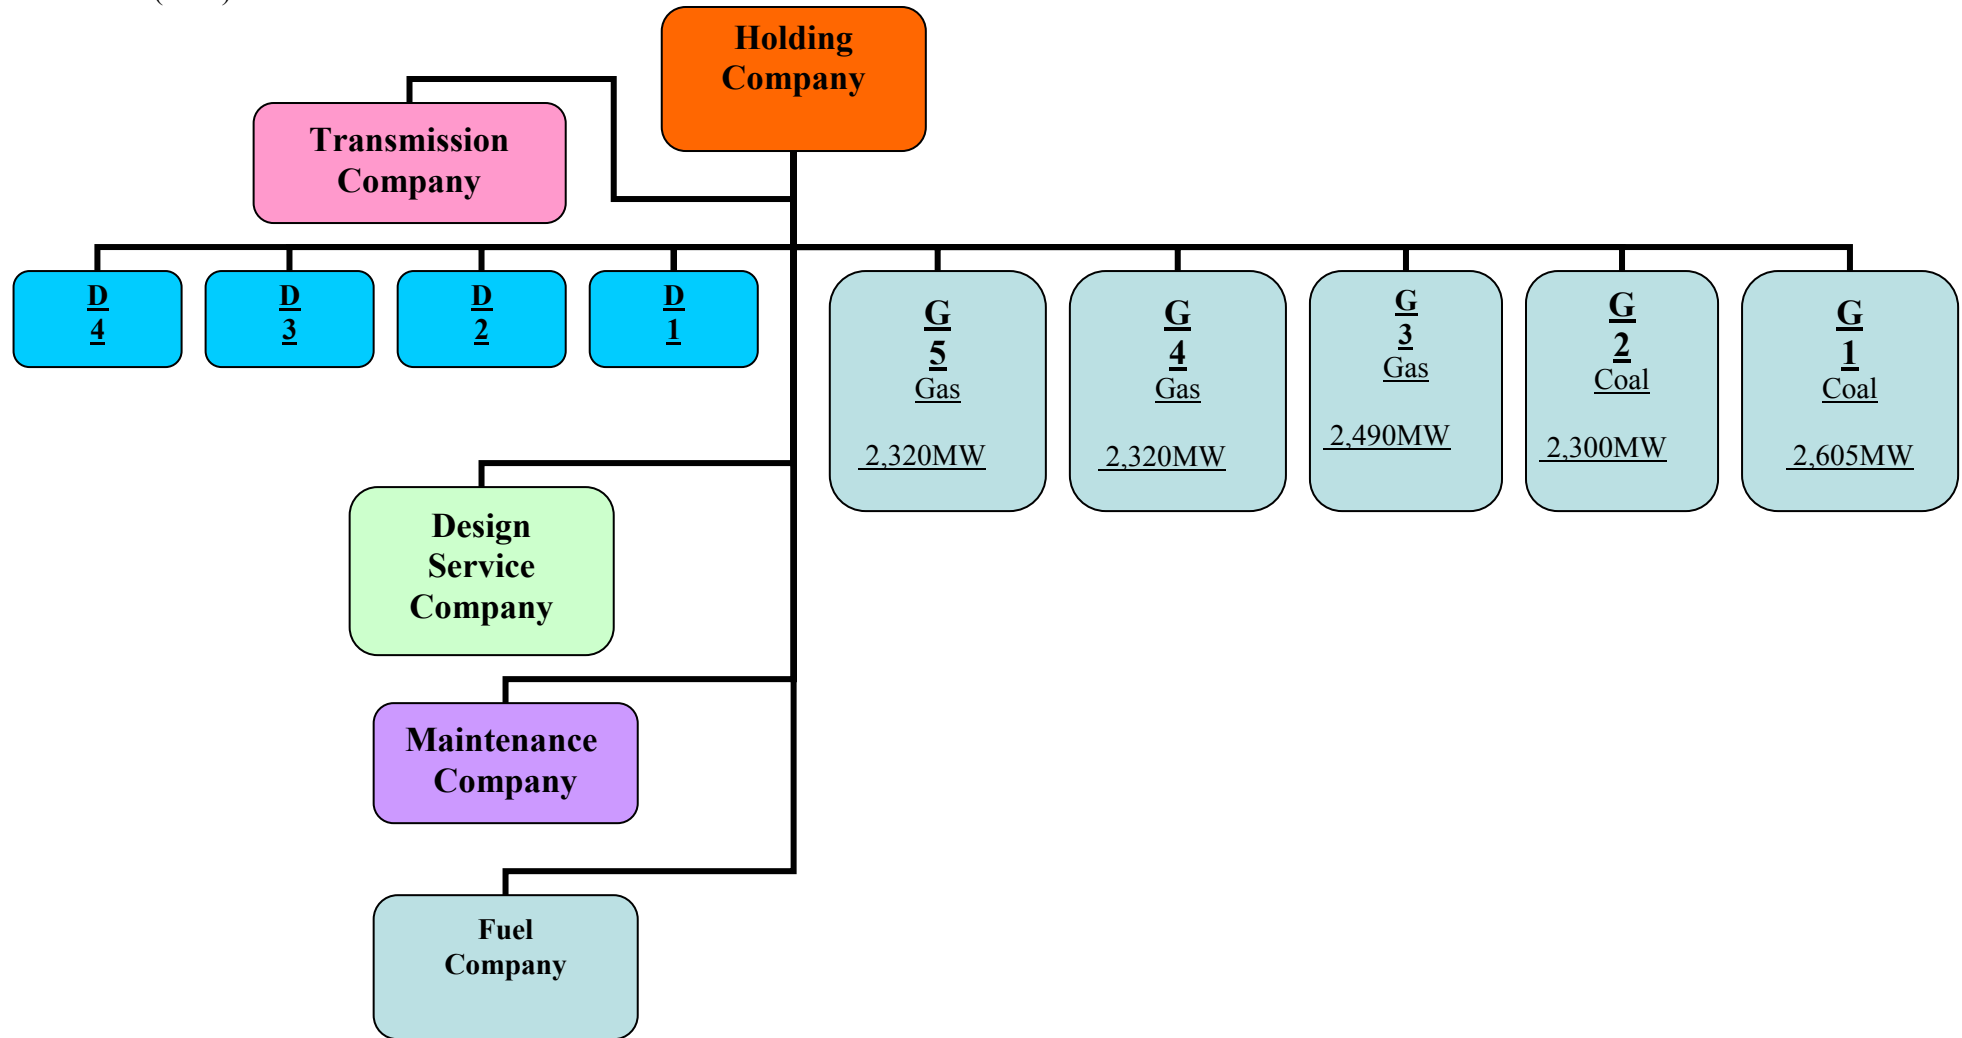 Holding
Company
Transmission
Company
D
4
D
3
D
2
D
1
G
5
Gas
2,320MW
G
4
Gas
2,320MW
G
3
Gas
2,490MW
G
2
Coal
2,300MW
G
1
Coal
2,605MW
Design
Service
Company
Maintenance
Company
Fuel
Company